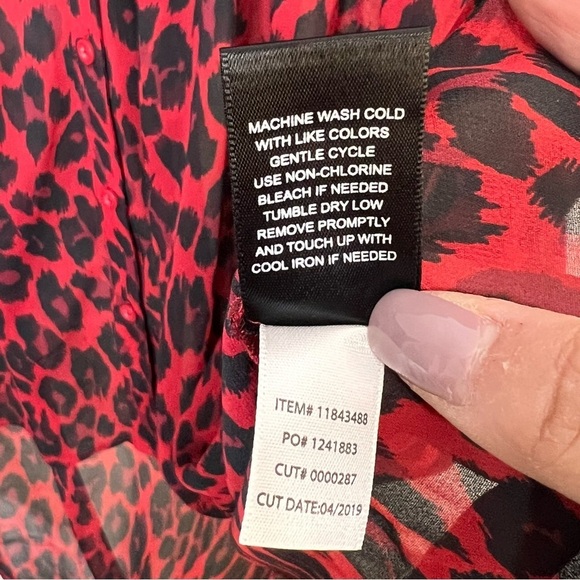 MACHINE WASH COLD
WITH LIKE COLORS
GENTLE CYCLE
USE NON-CHLORINE
BLEACH IF NEEDED
TUMBLE DRY LOW
REMOVE PROMPTLY
AND TOUCH UP WITH
COOL IRON IF NEEDED
ITEM# 11843488
PO# 1241883
CUT# 0000287
CUT DATE:04/2019